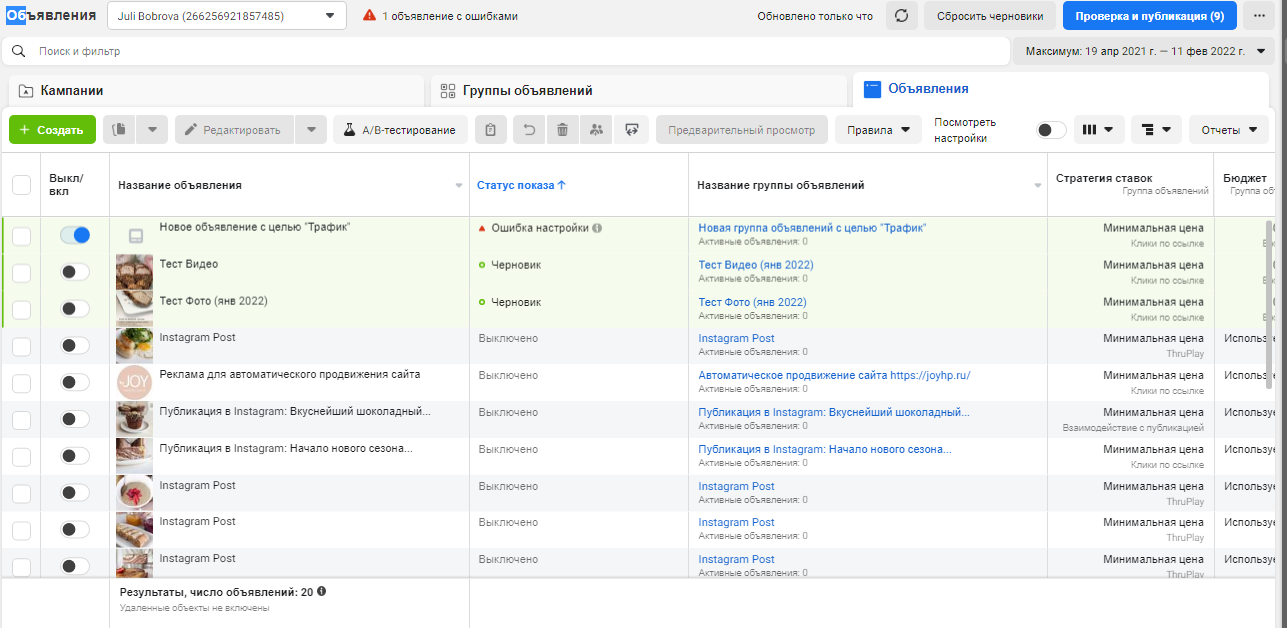 Объявления
Juli Bobrova (266256921857485)
1 объявление с ошибками
Обновлено только что
Сбросить черновики
Проверка и публикация (9)
Поиск и фильтр
Максимум: 19 апр 2021 г. — 11 фев 2022 г.
Кампании
Группы объявлений
Объявления
+ Создать
Редактировать
A/B-тестирование
Предварительный просмотр
Правила
Посмотреть
настройки
Отчеты
Выкл/
вкл
Название объявления
Статус показа ↑
Название группы объявлений
Стратегия ставок
Группа объявлений
Бюджет
Группа об
Новое объявление с целью "Трафик"
Ошибка настройки
Новая группа объявлений с целью "Трафик"
Активные объявления: 0
Минимальная цена
Клики по ссылке
Тест Видео
Черновик
Тест Видео (янв 2022)
Активные объявления: 0
Минимальная цена
Клики по ссылке
Тест Фото (янв 2022)
Черновик
Тест Фото (янв 2022)
Активные объявления: 0
Минимальная цена
Клики по ссылке
Instagram Post
Выключено
Instagram Post
Активные объявления: 0
Минимальная цена
ThruPlay
Использу
Реклама для автоматического продвижения сайта
JOY
Выключено
Автоматическое продвижение сайта https://joyhp.ru/
Активные объявления: 0
Минимальная цена
Клики по ссылке
Использу
Публикация в Instagram: Вкуснейший шоколадный...
Выключено
Публикация в Instagram: Вкуснейший шоколадный...
Активные объявления: 0
Минимальная цена
Взаимодействие с публикацией
Используе
Публикация в Instagram: Начало нового сезона...
Выключено
Публикация в Instagram: Начало нового сезона...
Активные объявления: 0
Минимальная цена
Клики по ссылке
Используе
Instagram Post
Выключено
Instagram Post
Активные объявления: 0
Минимальная цена
ThruPlay
Используе
Instagram Post
Выключено
Instagram Post
Активные объявления: 0
Минимальная цена
ThruPlay
Используе
Instagram Post
Выключено
Instagram Post
Активные объявления: 0
Минимальная цена
ThruPlay
Используе
Результаты, число объявлений: 20
Удаленные объекты не включены